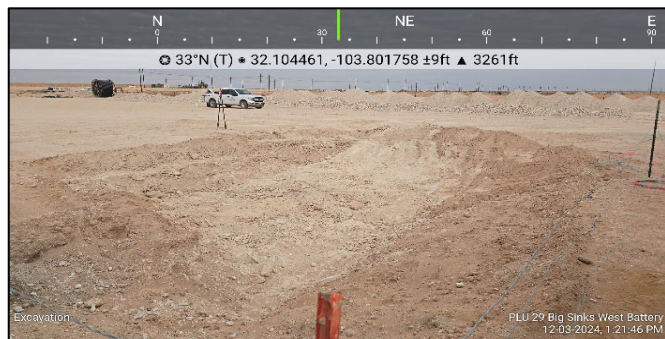 N NE E
0 30 60 90
33°N (T) 32.104461, -103.801758 ±9ft ▲ 3261ft
Excavation
PLU 29 Big Sinks West Battery
12-03-2024, 1:21:46 PM